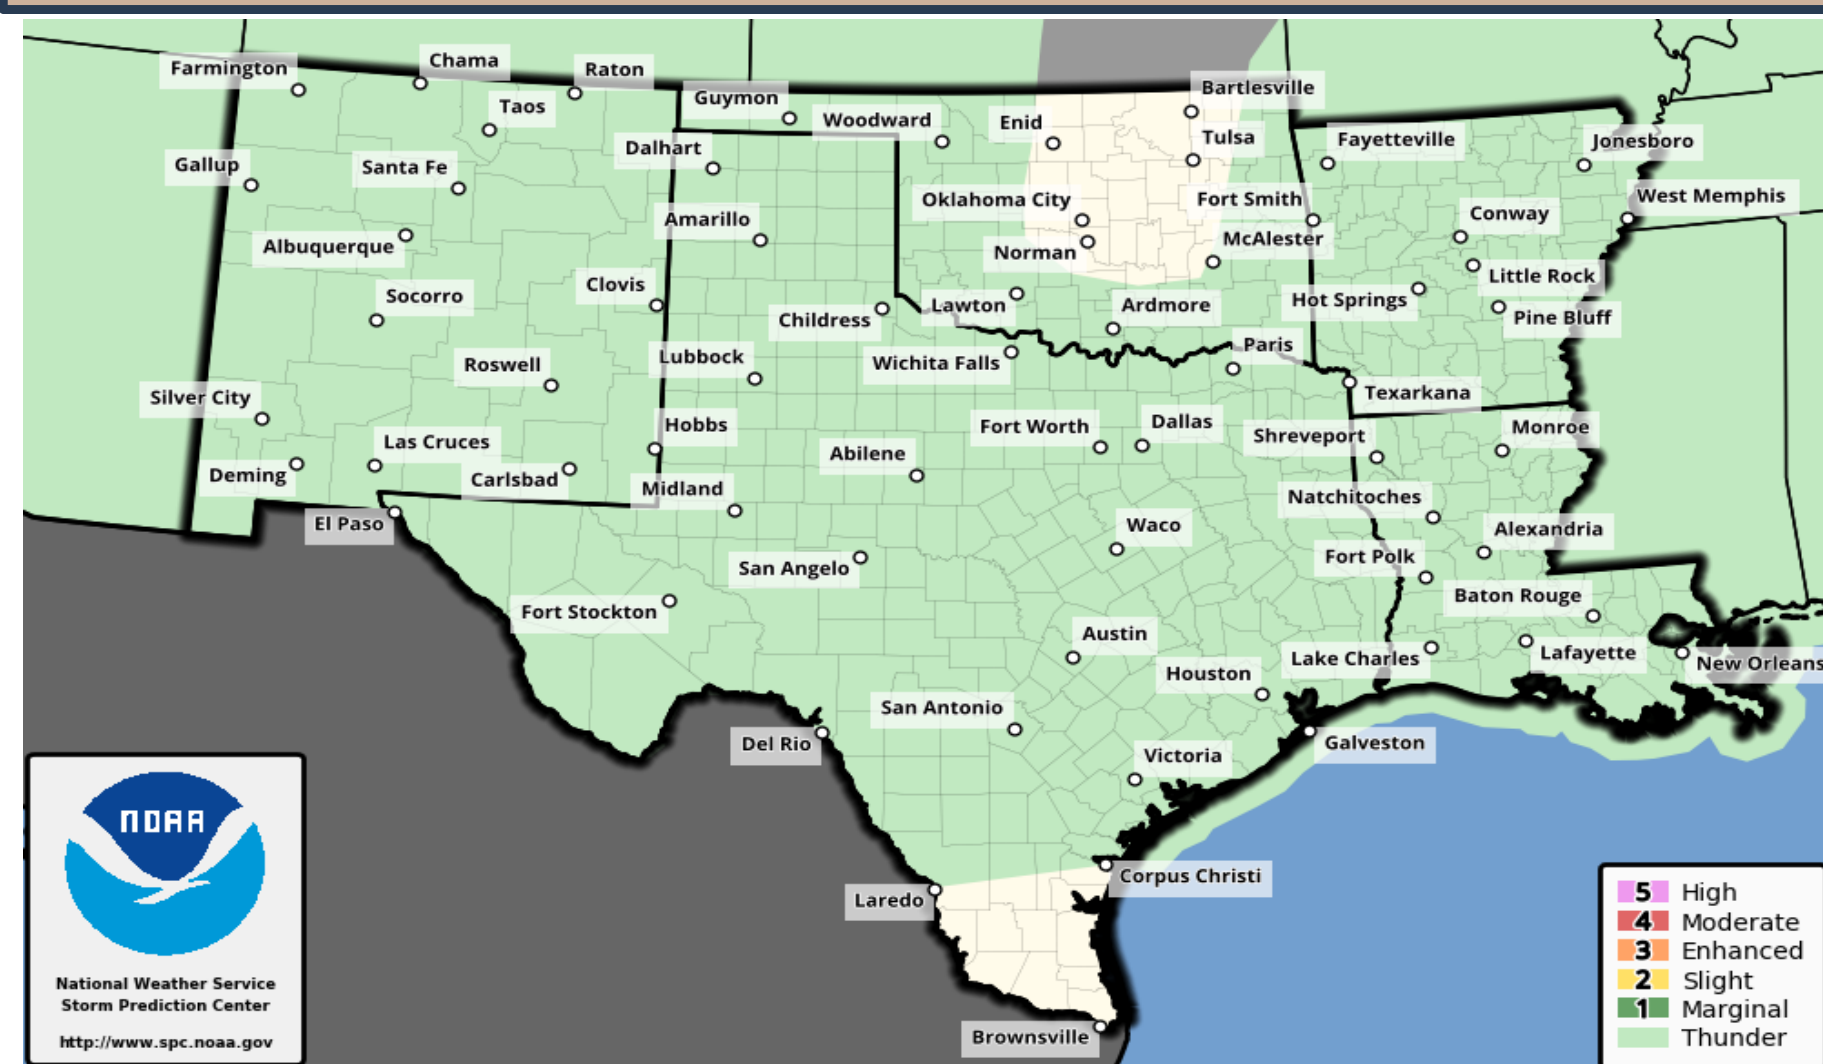 Chama
Farmington
Raton
Taos
Guymon
Bartlesville
Woodward
Enid
Tulsa
Fayetteville
Jonesboro
Dalhart
Gallup
Santa Fe
West Memphis
Oklahoma City
Fort Smith
Conway
Amarillo
McAlester
Albuquerque
Norman
Little Rock
Clovis
Socorro
Hot Springs
Lawton
Ardmore
Pine Bluff
Childress
Paris
Lubbock
Wichita Falls
Roswell
Texarkana
Silver City
Hobbs
Dallas
Fort Worth
Monroe
Shreveport
Las Cruces
Abilene
Deming
Carlsbad
Midland
Natchitoches
El Paso
Waco
Alexandria
Fort Polk
San Angelo
Baton Rouge
Fort Stockton
Austin
Lafayette
Lake Charles
New Orleans
Houston
San Antonio
Del Rio
Galveston
Victoria
Corpus Christi
Laredo
Brownsville
NOAA
National Weather Service
Storm Prediction Center
http://www.spc.noaa.gov
5 High
4 Moderate
3 Enhanced
2 Slight
1 Marginal
Thunder